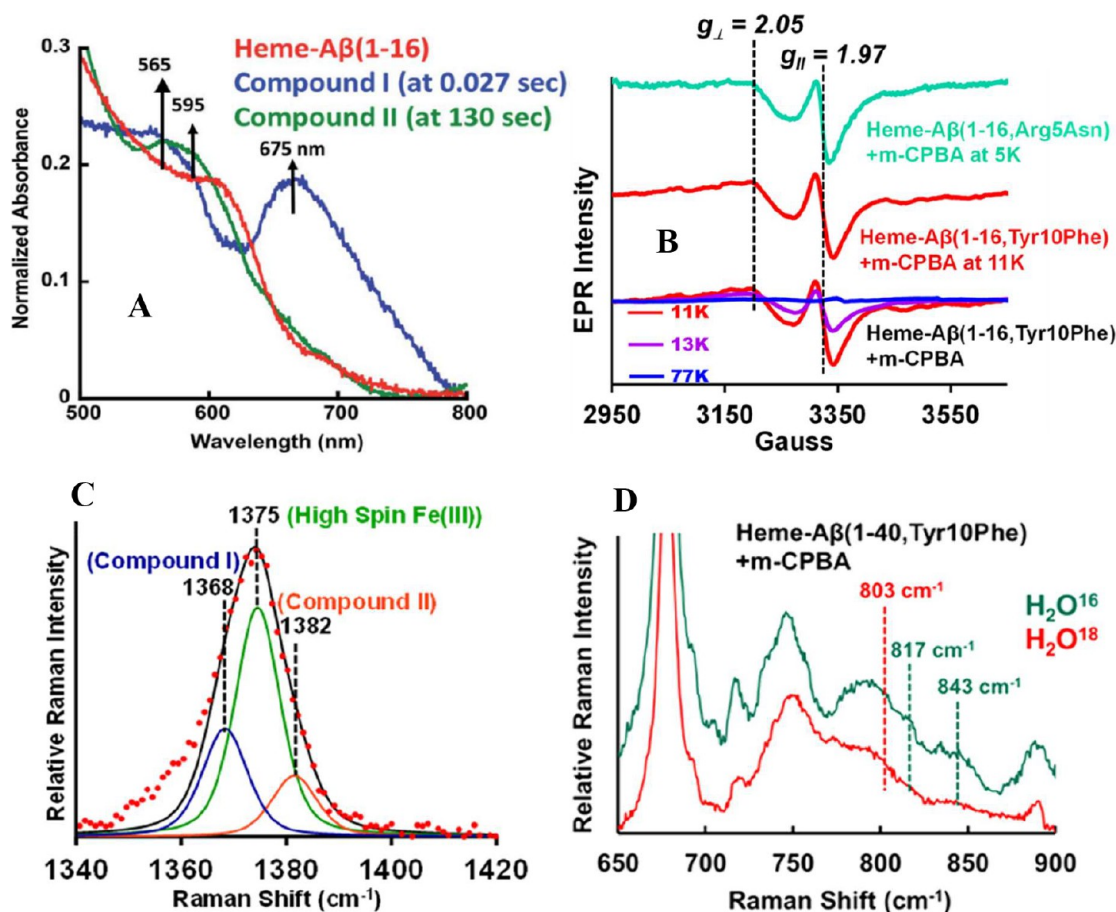 0.3
0.2
0.1
0
Normalized Absorbance
565
595
675 nm
Heme-Aβ(1-16)
Compound I (at 0.027 sec)
Compound II (at 130 sec)
A
500 600 700 800
Wavelength (nm)
g⊥ = 2.05
g|| = 1.97
EPR Intensity
B
Heme-Aβ(1-16,Arg5Asn)
+m-CPBA at 5K
Heme-Aβ(1-16,Tyr10Phe)
+m-CPBA at 11K
11K
13K
77K
Heme-Aβ(1-16,Tyr10Phe)
+m-CPBA
2950 3150 3350 3550
Gauss
C
1375 (High Spin Fe(III))
(Compound I)
1368
(Compound II)
1382
Relative Raman Intensity
1340 1360 1380 1400 1420
Raman Shift (cm⁻¹)
D
Heme-Aβ(1-40,Tyr10Phe)
+m-CPBA
803 cm⁻¹
817 cm⁻¹
843 cm⁻¹
H₂O¹⁶
H₂O¹⁸
Relative Raman Intensity
650 700 750 800 850 900
Raman Shift (cm⁻¹)